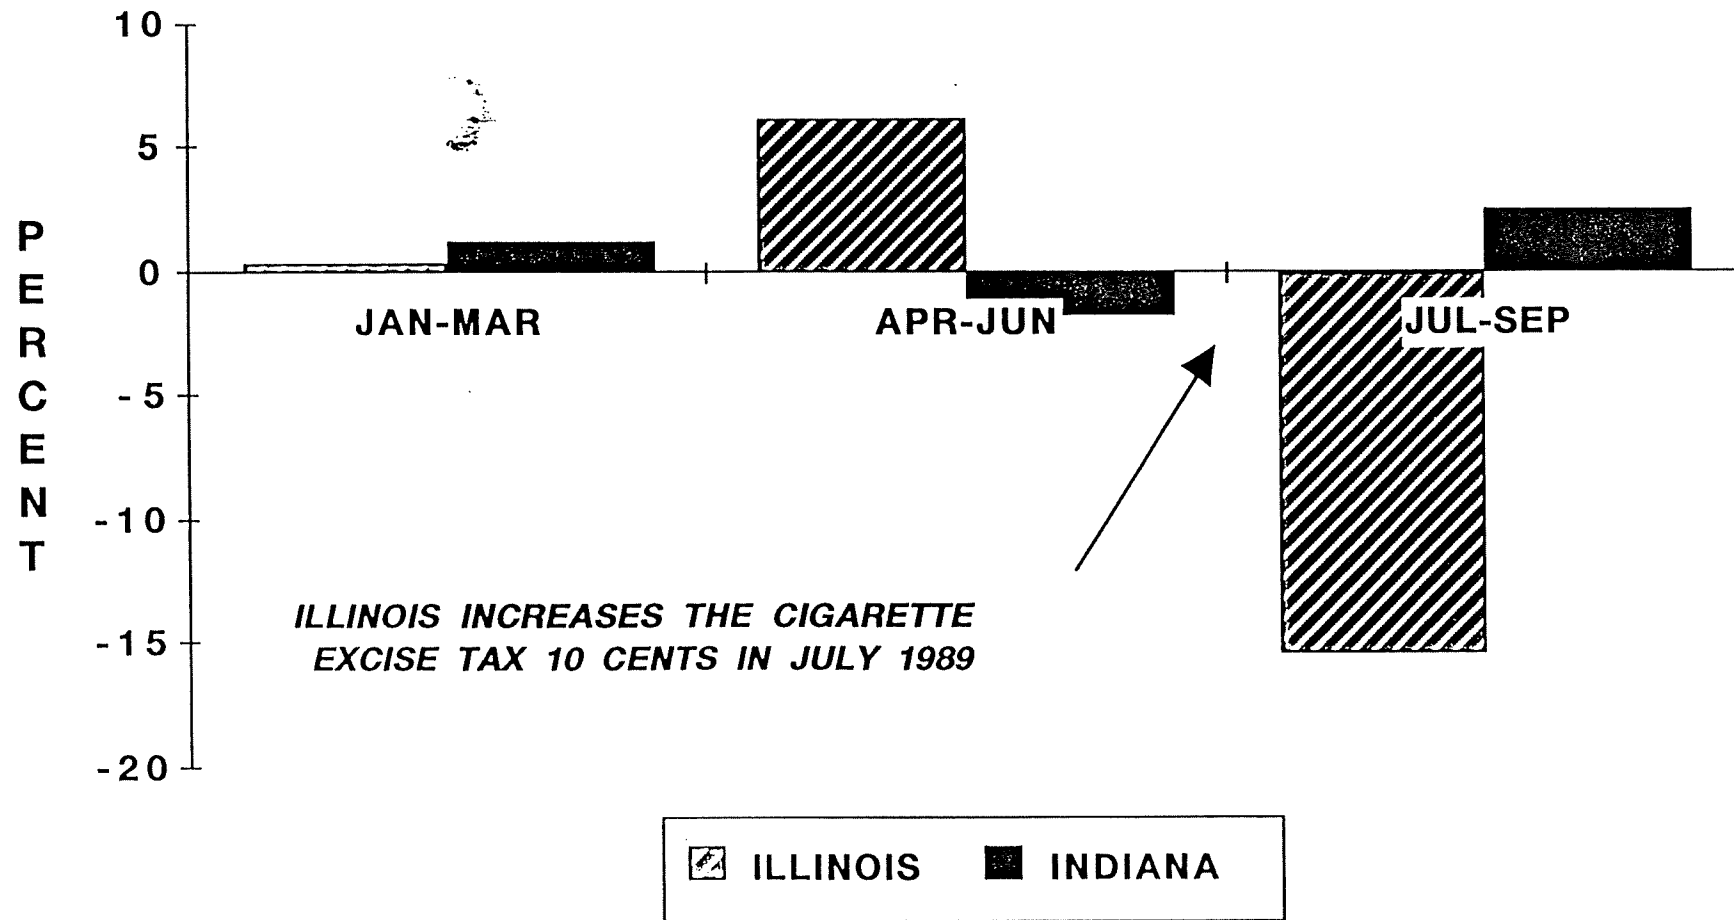 10
5
0
-5
-10
-15
-20
PERCENT
JAN-MAR
APR-JUN
JUL-SEP
ILLINOIS INCREASES THE CIGARETTE
EXCISE TAX 10 CENTS IN JULY 1989
ILLINOIS INDIANA